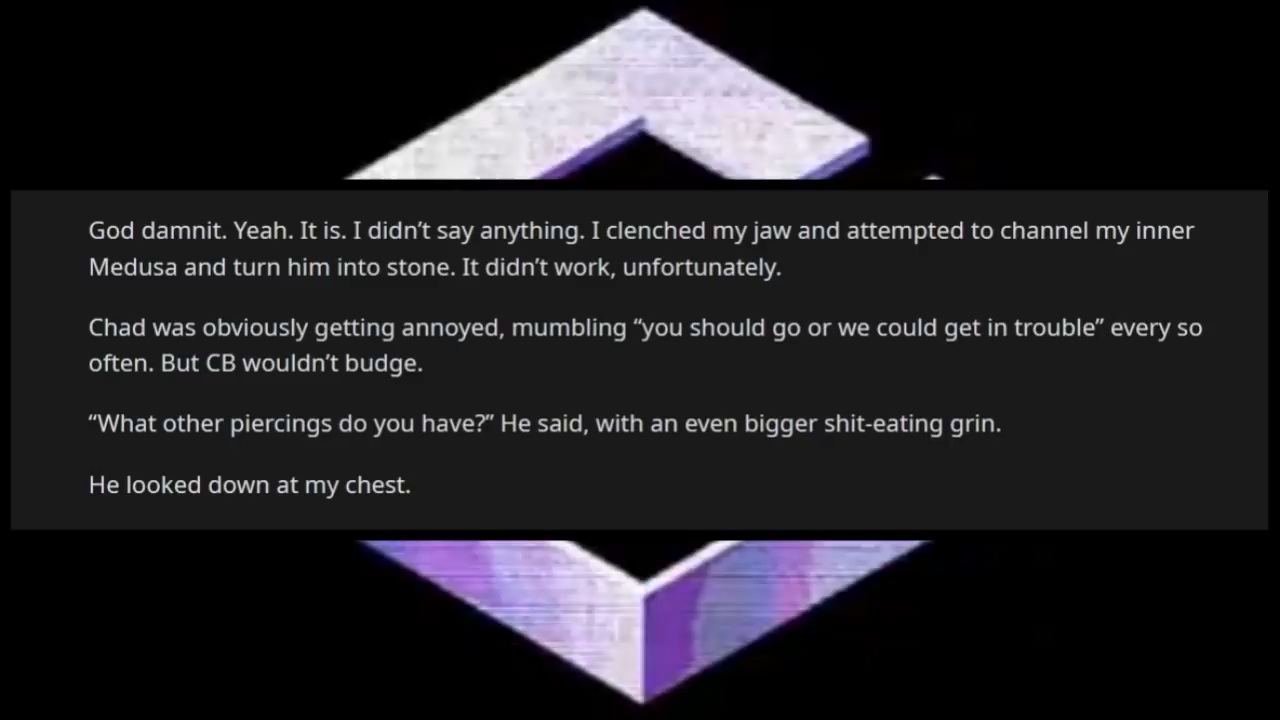 God damnit. Yeah. It is. I didn’t say anything. I clenched my jaw and attempted to channel my inner
Medusa and turn him into stone. It didn’t work, unfortunately.
Chad was obviously getting annoyed, mumbling “you should go or we could get in trouble” every so
often. But CB wouldn’t budge.
“What other piercings do you have?” He said, with an even bigger shit-eating grin.
He looked down at my chest.